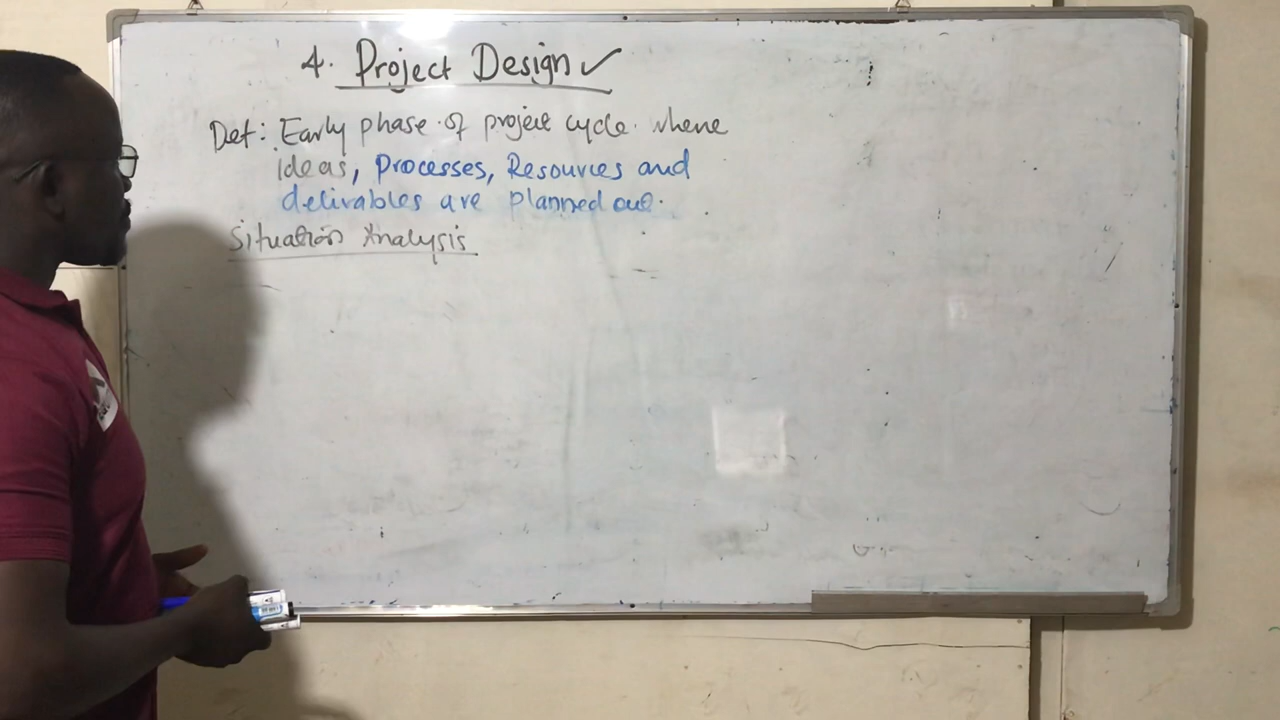 4. Project Design ✓
Def: Early phase of project cycle where
ideas, Processes, Resources and
delivables are planned out.
Situation Analysis